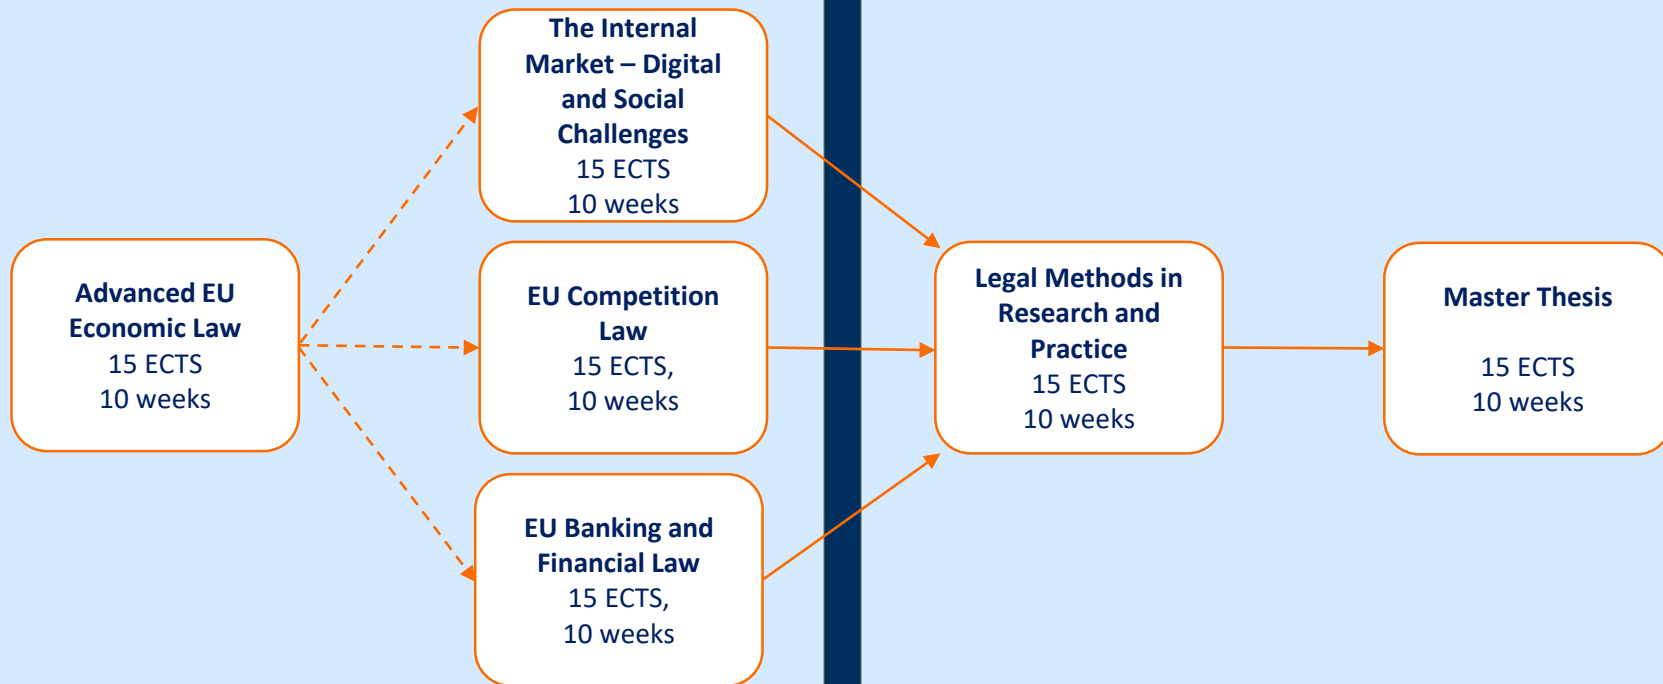 The Internal
Market – Digital
and Social
Challenges
15 ECTS
10 weeks
Advanced EU
Economic Law
15 ECTS
10 weeks
EU Competition
Law
15 ECTS,
10 weeks
EU Banking and
Financial Law
15 ECTS,
10 weeks
Legal Methods in
Research and
Practice
15 ECTS
10 weeks
Master Thesis
15 ECTS
10 weeks